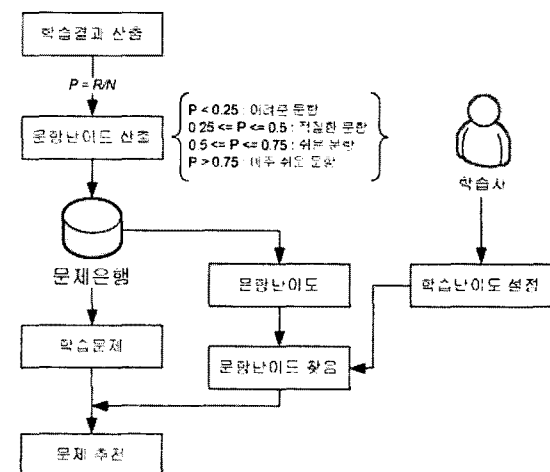 학습결과 산출
P = R/N
문항난이도 산출
P < 0.25 : 어려운 문항
0.25 <= P <= 0.5 : 적절한 문항
0.5 <= P <= 0.75 : 쉬운 문항
P > 0.75 : 아주 쉬운 문항
학습자
문제은행
문항난이도
학습난이도 설정
학습문제
문항난이도 찾음
문제 추천